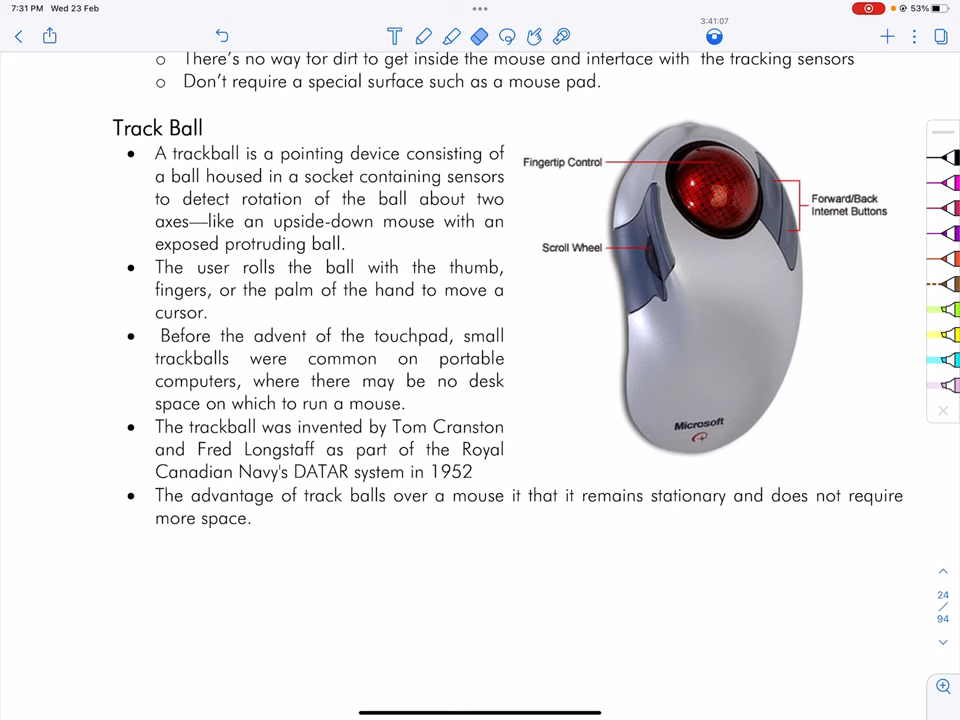 7:31 PM Wed 23 Feb
53%
3:41:07
T
o There's no way for dirt to get inside the mouse and interface with the tracking sensors
o Don't require a special surface such as a mouse pad.
Track Ball
• A trackball is a pointing device consisting of
a ball housed in a socket containing sensors
to detect rotation of the ball about two
axes—like an upside-down mouse with an
exposed protruding ball.
• The user rolls the ball with the thumb,
fingers, or the palm of the hand to move a
cursor.
• Before the advent of the touchpad, small
trackballs were common on portable
computers, where there may be no desk
space on which to run a mouse.
• The trackball was invented by Tom Cranston
and Fred Longstaff as part of the Royal
Canadian Navy's DATAR system in 1952
• The advantage of track balls over a mouse it that it remains stationary and does not require
more space.
Fingertip Control
Scroll Wheel
Forward/Back
Internet Buttons
Microsoft
24
/
94